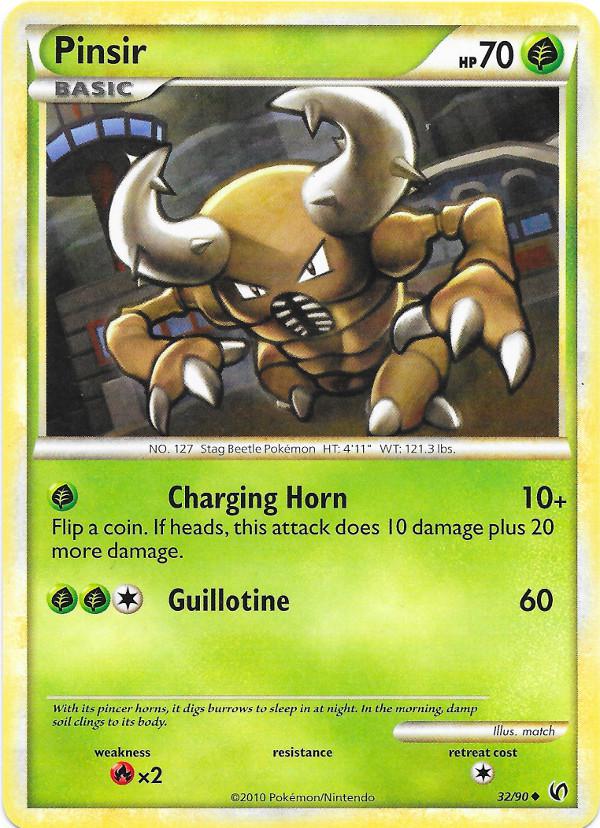 Pinsir HP 70
BASIC
NO. 127 Stag Beetle Pokémon HT: 4'11" WT: 121.3 lbs.
Charging Horn 10+
Flip a coin. If heads, this attack does 10 damage plus 20
more damage.
Guillotine 60
With its pincer horns, it digs burrows to sleep in at night. In the morning, damp
soil clings to its body.
Illus. match
weakness resistance retreat cost
×2
©2010 Pokémon/Nintendo 32/90